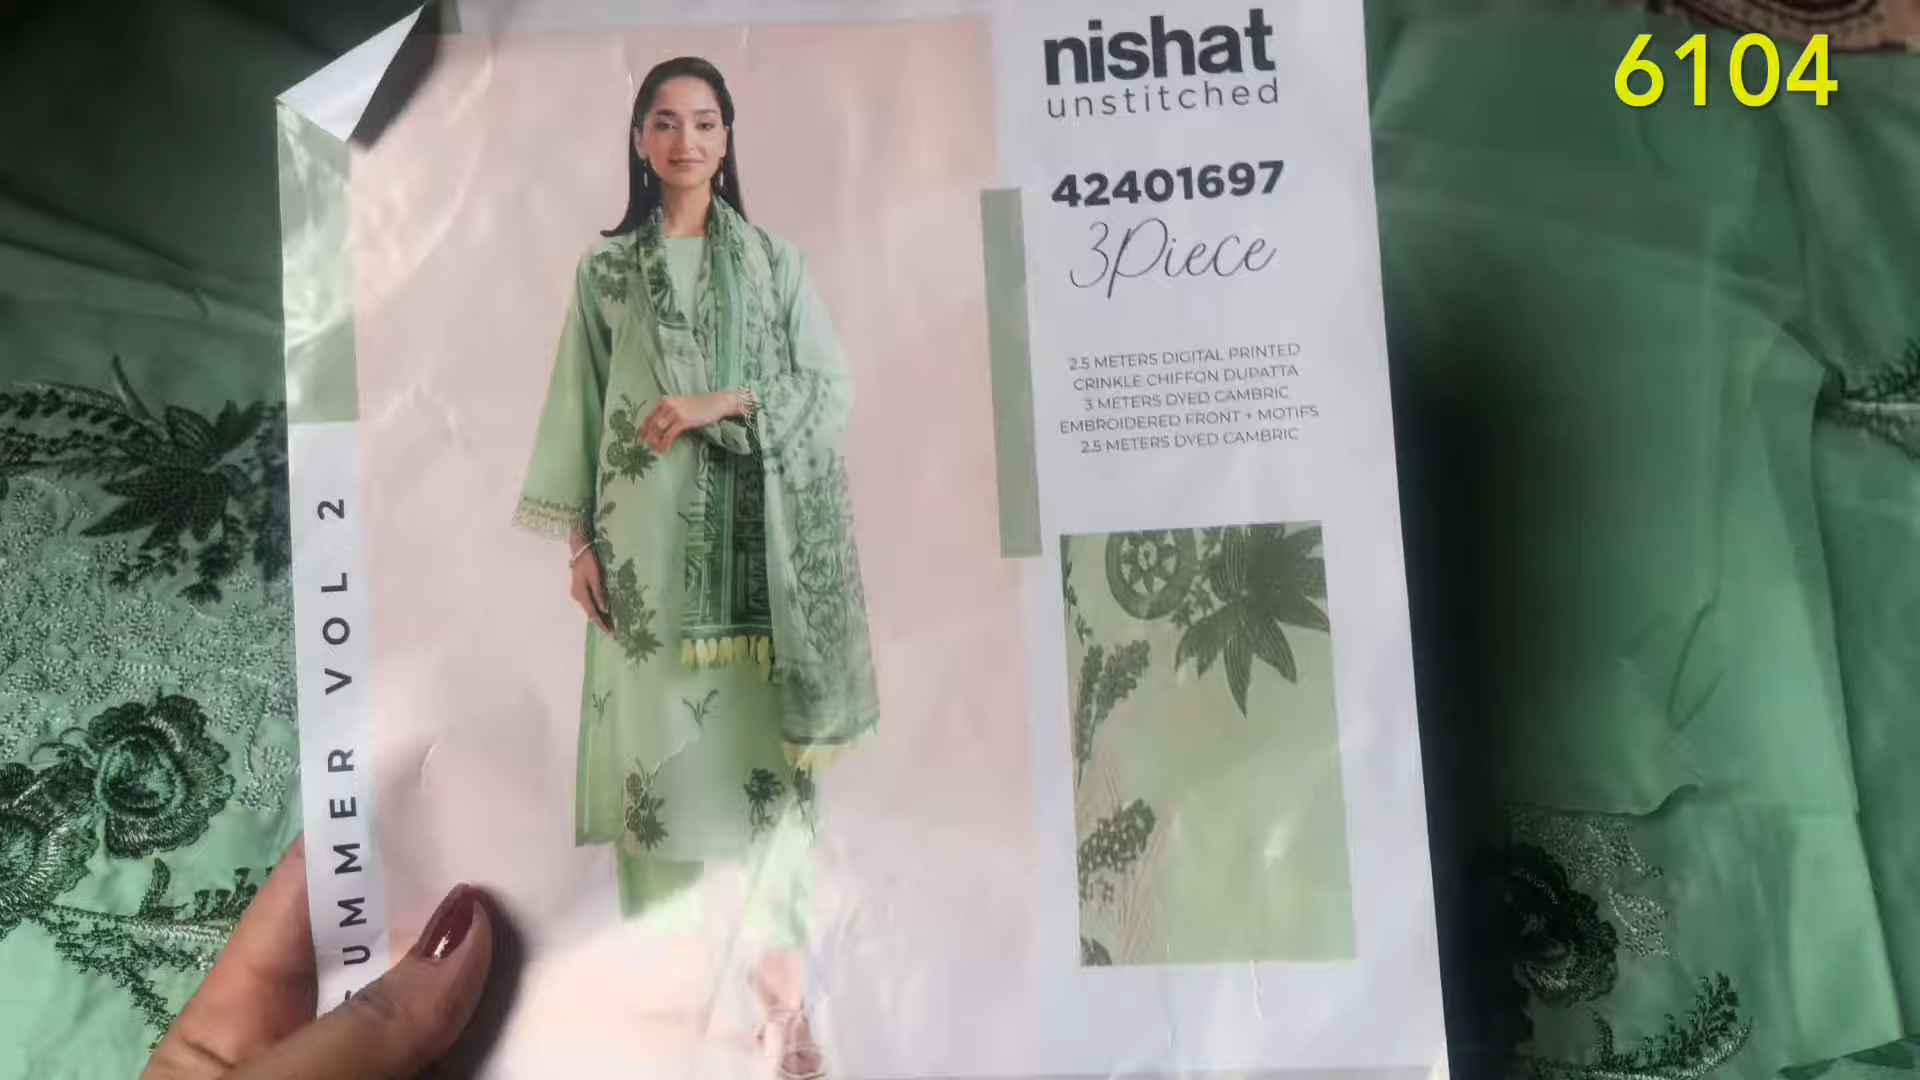 6104
nishat
unstitched
42401697
3Piece
2.5 METERS DIGITAL PRINTED
CRINKLE CHIFFON DUPATTA
3 METERS DYED CAMBRIC
EMBROIDERED FRONT + MOTIFS
2.5 METERS DYED CAMBRIC
SUMMER VOL 2